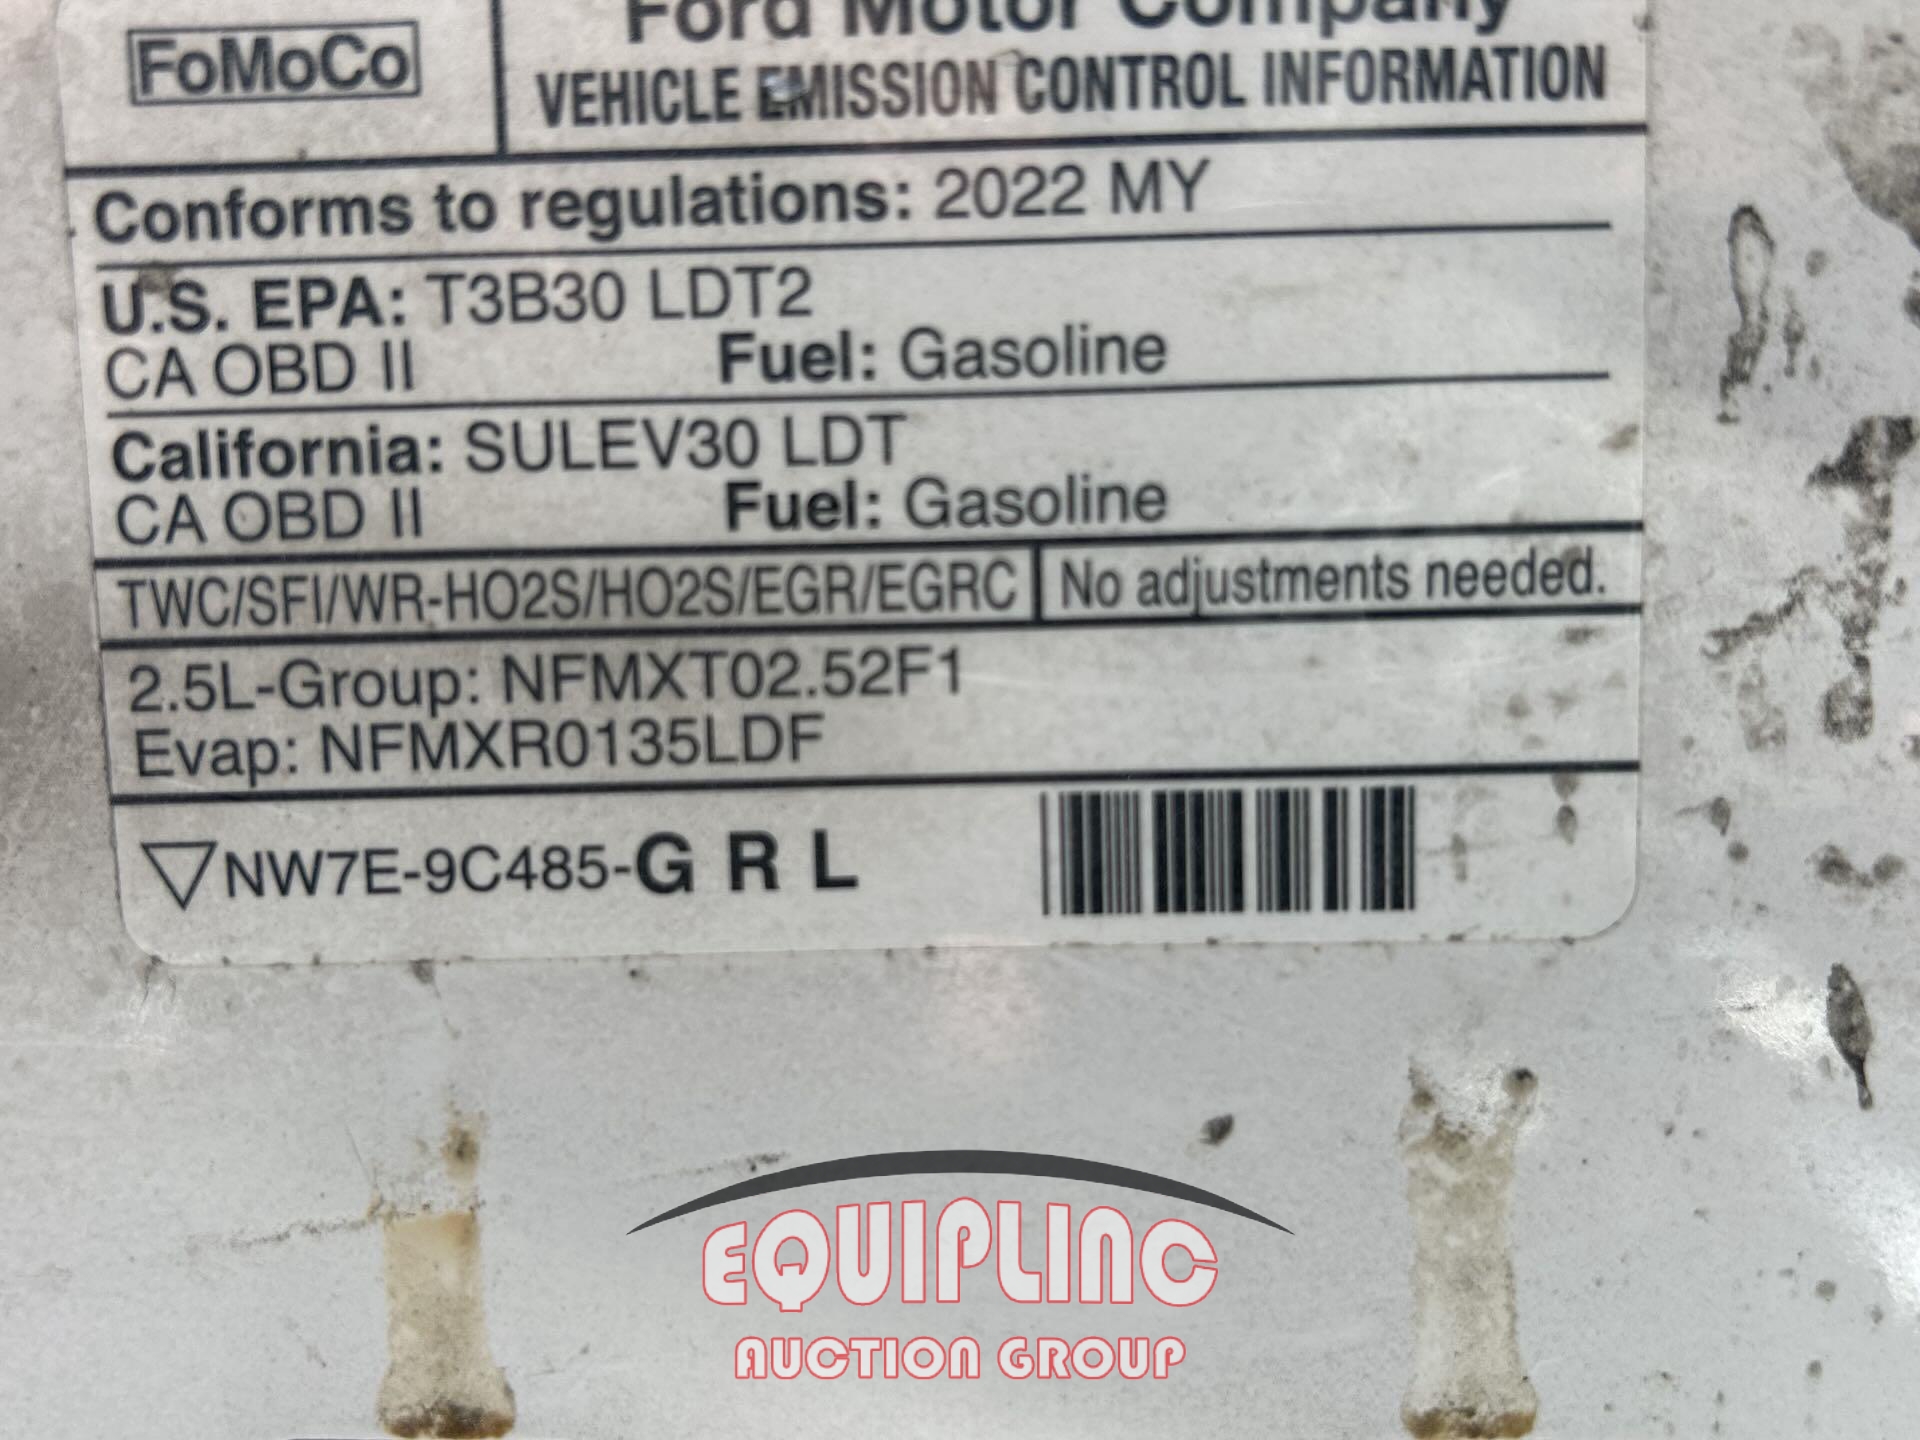 FoMoCo
Ford Motor Company
VEHICLE EMISSION CONTROL INFORMATION
Conforms to regulations: 2022 MY
U.S. EPA: T3B30 LDT2
CA OBD II Fuel: Gasoline
California: SULEV30 LDT
CA OBD II Fuel: Gasoline
TWC/SFI/WR-HO2S/HO2S/EGR/EGRC No adjustments needed.
2.5L-Group: NFMXT02.52F1
Evap: NFMXR0135LDF
NW7E-9C485-G R L
EQUIPLINC
AUCTION GROUP